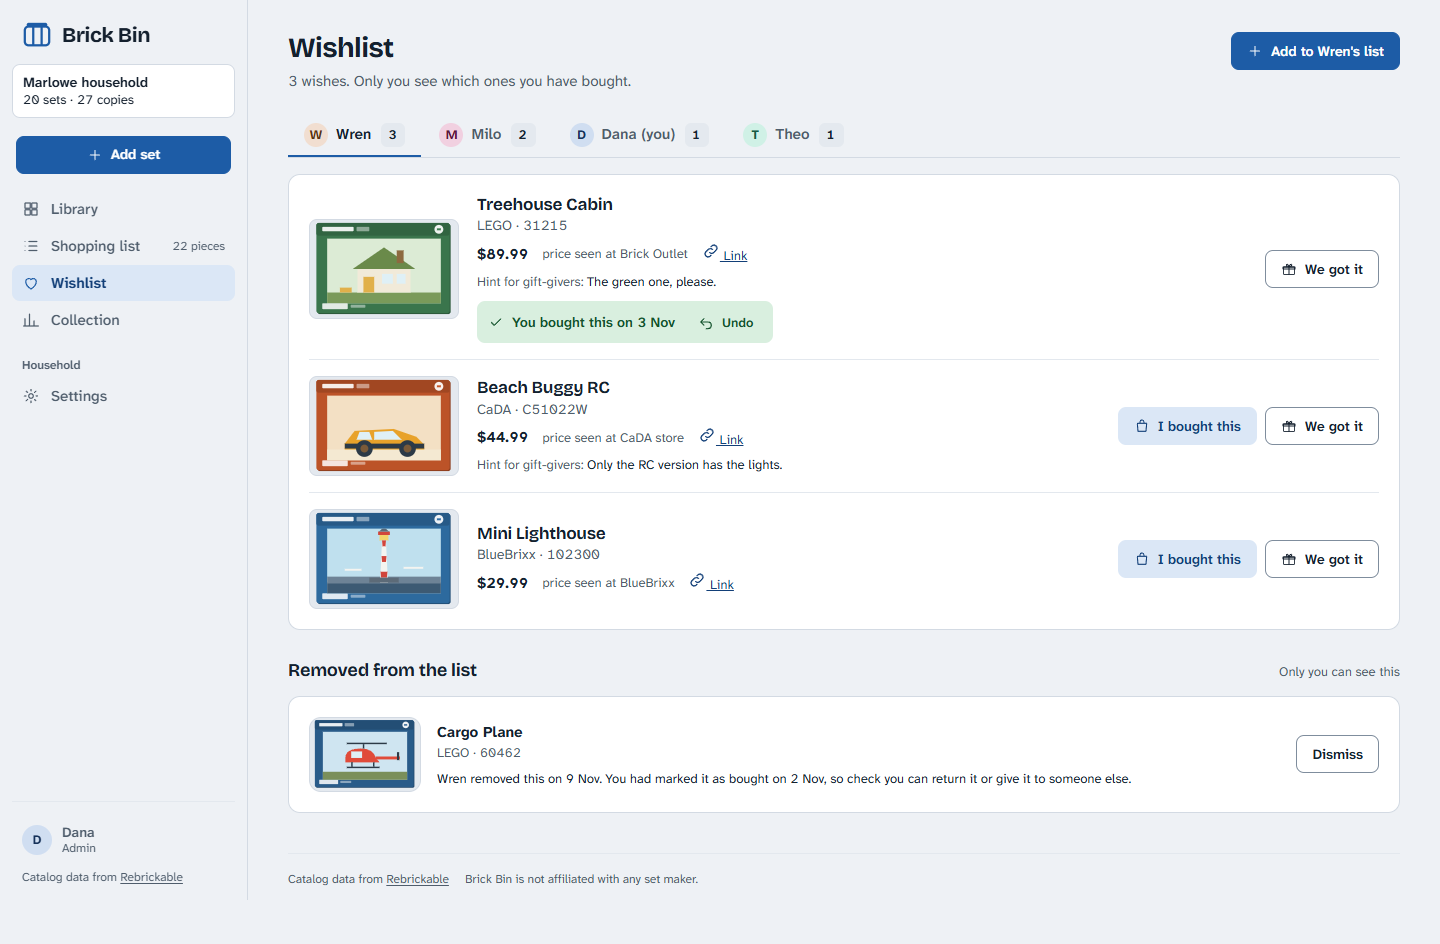 Brick Bin
Marlowe household
20 sets · 27 copies
Add set
Library
Shopping list 22 pieces
Wishlist
Collection
Household
Settings
D Dana
Admin
Catalog data from Rebrickable
Wishlist
3 wishes. Only you see which ones you have bought.
Add to Wren's list
W Wren 3 M Milo 2 D Dana (you) 1 T Theo 1
Treehouse Cabin
LEGO · 31215
$89.99 price seen at Brick Outlet Link
Hint for gift-givers: The green one, please.
You bought this on 3 Nov Undo
We got it
Beach Buggy RC
CaDA · C51022W
$44.99 price seen at CaDA store Link
Hint for gift-givers: Only the RC version has the lights.
I bought this We got it
Mini Lighthouse
BlueBrixx · 102300
$29.99 price seen at BlueBrixx Link
I bought this We got it
Removed from the list Only you can see this
Cargo Plane
LEGO · 60462
Wren removed this on 9 Nov. You had marked it as bought on 2 Nov, so check you can return it or give it to someone else.
Dismiss
Catalog data from Rebrickable Brick Bin is not affiliated with any set maker.